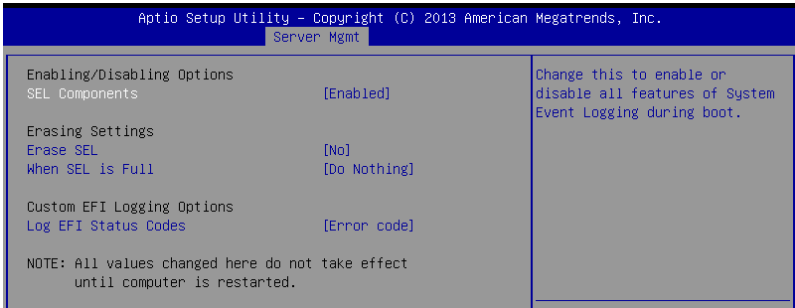 Aptio Setup Utility – Copyright (C) 2013 American Megatrends, Inc.
Server Mgmt
Enabling/Disabling Options
SEL Components [Enabled]
Erasing Settings
Erase SEL [No]
When SEL is Full [Do Nothing]
Custom EFI Logging Options
Log EFI Status Codes [Error code]
NOTE: All values changed here do not take effect
until computer is restarted.
Change this to enable or
disable all features of System
Event Logging during boot.